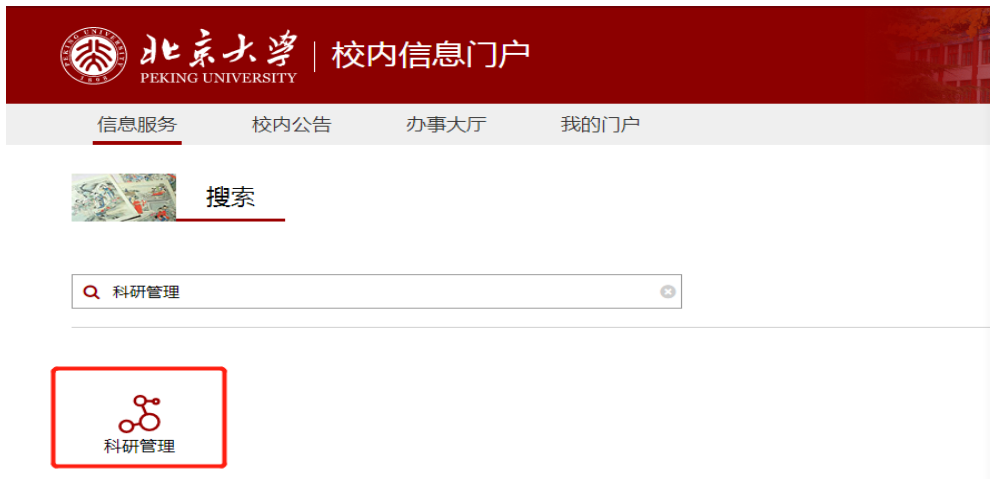 北京大学 | 校内信息门户
PEKING UNIVERSITY
信息服务 校内公告 办事大厅 我的门户
搜索
科研管理
科研管理